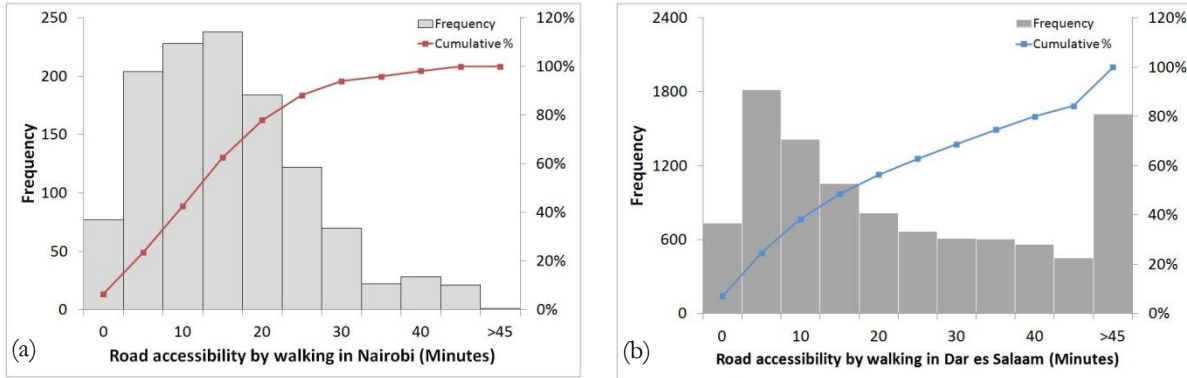 250
200
150
100
50
0
Frequency
120%
100%
80%
60%
40%
20%
0%
Frequency
Cumulative %
0 10 20 30 40 >45
(a) Road accessibility by walking in Nairobi (Minutes)
2400
1800
1200
600
0
Frequency
120%
100%
80%
60%
40%
20%
0%
Frequency
Cumulative %
0 10 20 30 40 >45
(b) Road accessibility by walking in Dar es Salaam (Minutes)